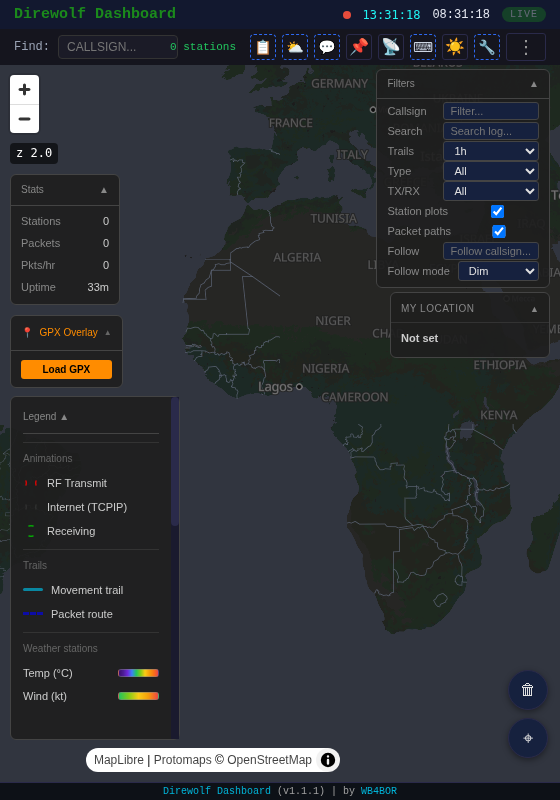 Direwolf Dashboard
13:31:18 08:31:18 LIVE
Find: CALLSIGN... 0 stations
z 2.0
Stats
Stations 0
Packets 0
Pkts/hr 0
Uptime 33m
GPX Overlay
Load GPX
Legend
Animations
RF Transmit
Internet (TCPIP)
Receiving
Trails
Movement trail
Packet route
Weather stations
Temp (°C)
Wind (kt)
Filters
Callsign Filter...
Search Search log...
Trails 1h
Type All
TX/RX All
Station plots
Packet paths
Follow Follow callsign...
Follow mode Dim
MY LOCATION
Not set
GERMANY
FRANCE
ITALY
TUNISIA
ALGERIA
NIGER
NIGERIA
Lagos
CAMEROON
ETHIOPIA
KENYA
MapLibre | Protomaps © OpenStreetMap
Direwolf Dashboard (v1.1.1) | by WB4BOR